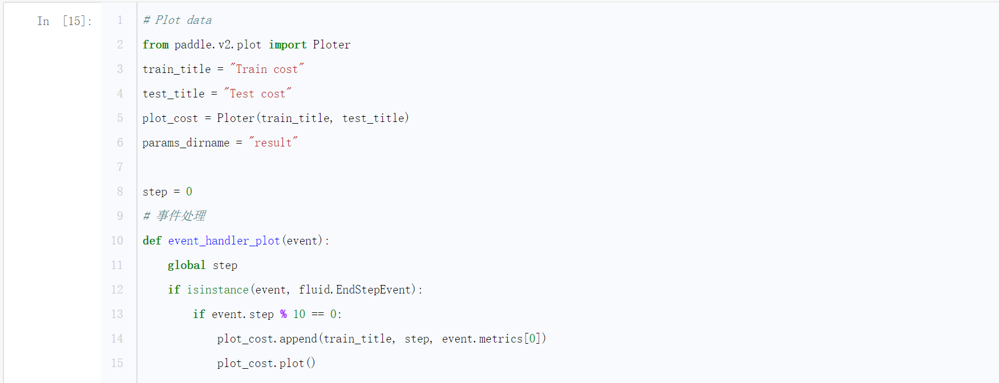 In [15]:
1 # Plot data
2 from paddle.v2.plot import Ploter
3 train_title = "Train cost"
4 test_title = "Test cost"
5 plot_cost = Ploter(train_title, test_title)
6 params_dirname = "result"
7
8 step = 0
9 # 事件处理
10 def event_handler_plot(event):
11     global step
12     if isinstance(event, fluid.EndStepEvent):
13         if event.step % 10 == 0:
14             plot_cost.append(train_title, step, event.metrics[0])
15             plot_cost.plot()